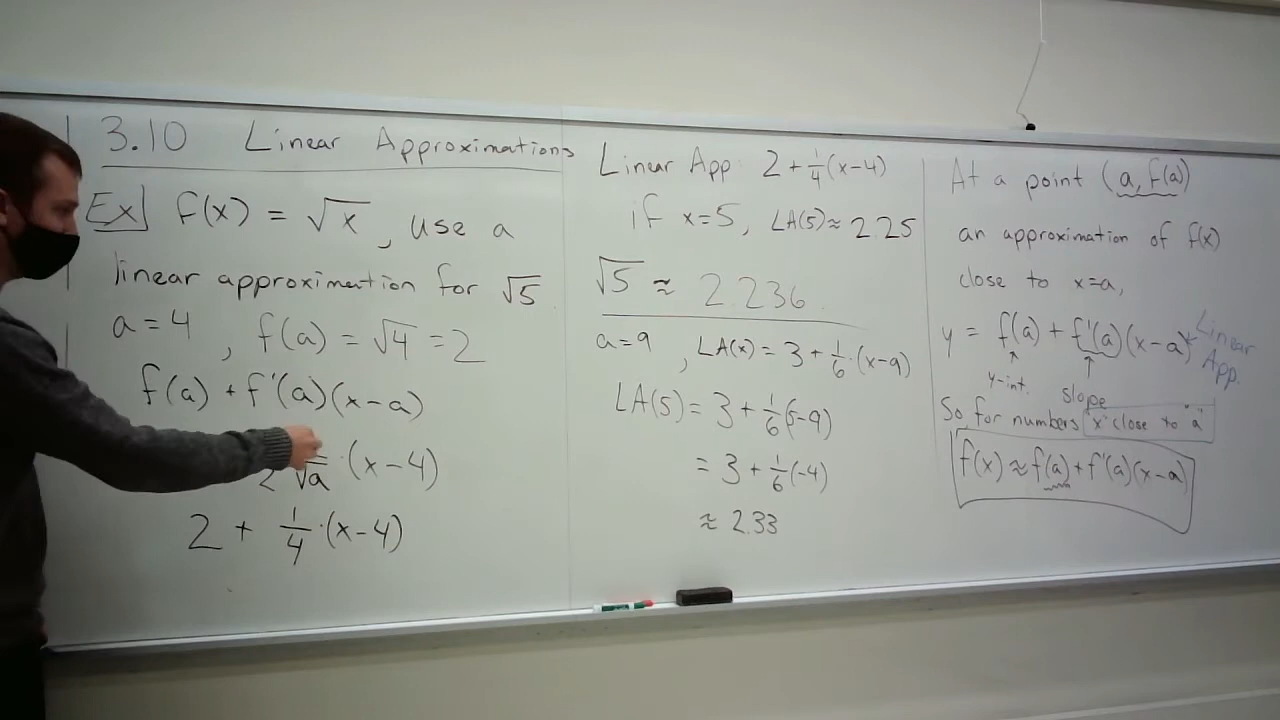 3.10 Linear Approximations
Ex f(x) = √x, use a
linear approximation for √5
a = 4, f(a) = √4 = 2
f(a) + f'(a)(x-a)
2 √a · (x-4)
2 + 1/4 · (x-4)
Linear App: 2 + 1/4(x-4)
if x=5, LA(5) ≈ 2.25
√5 ≈ 2.236
a=9, LA(x) = 3 + 1/6 · (x-9)
LA(5) = 3 + 1/6(5-9)
= 3 + 1/6(-4)
≈ 2.33
At a point (a, f(a))
an approximation of f(x)
close to x=a,
y = f(a) + f'(a)(x-a)* Linear App.
y-int. slope
So, for numbers "x" close to "a"
f(x) ≈ f(a) + f'(a)(x-a)